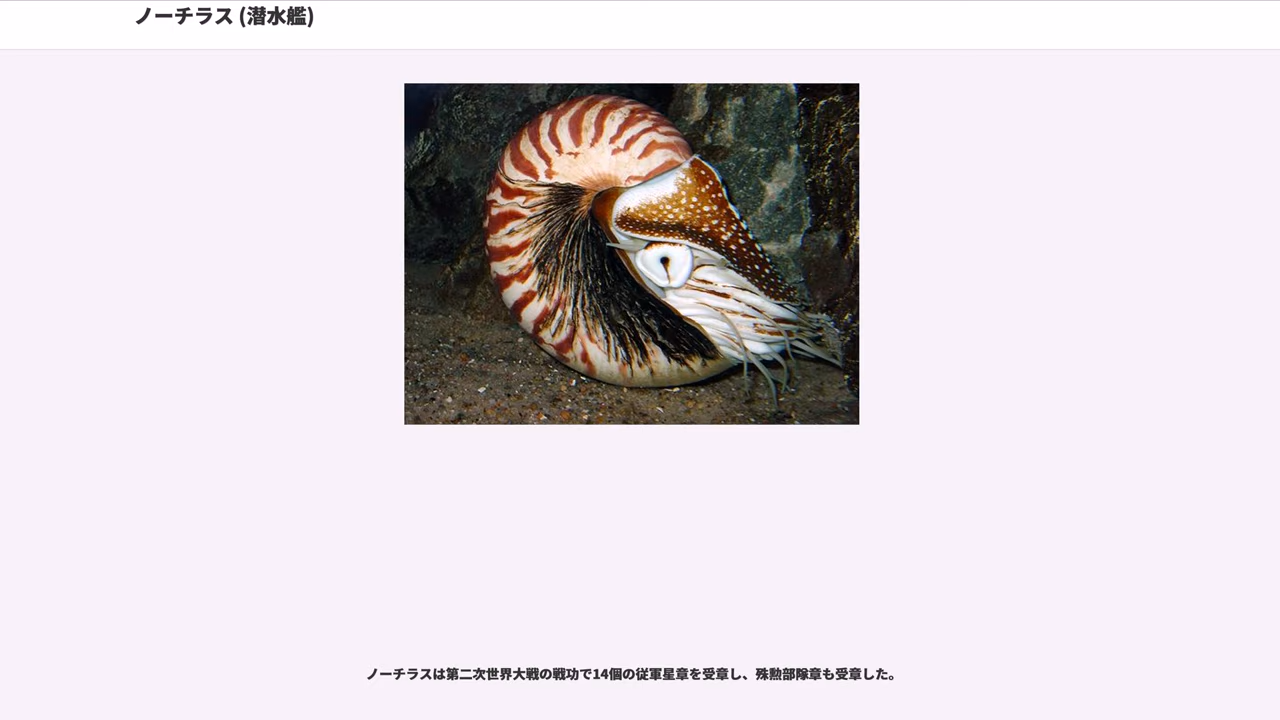 ノーチラス (潜水艦)
ノーチラスは第二次世界大戦の戦功で14個の従軍星章を受章し、殊勲部隊章も受章した。